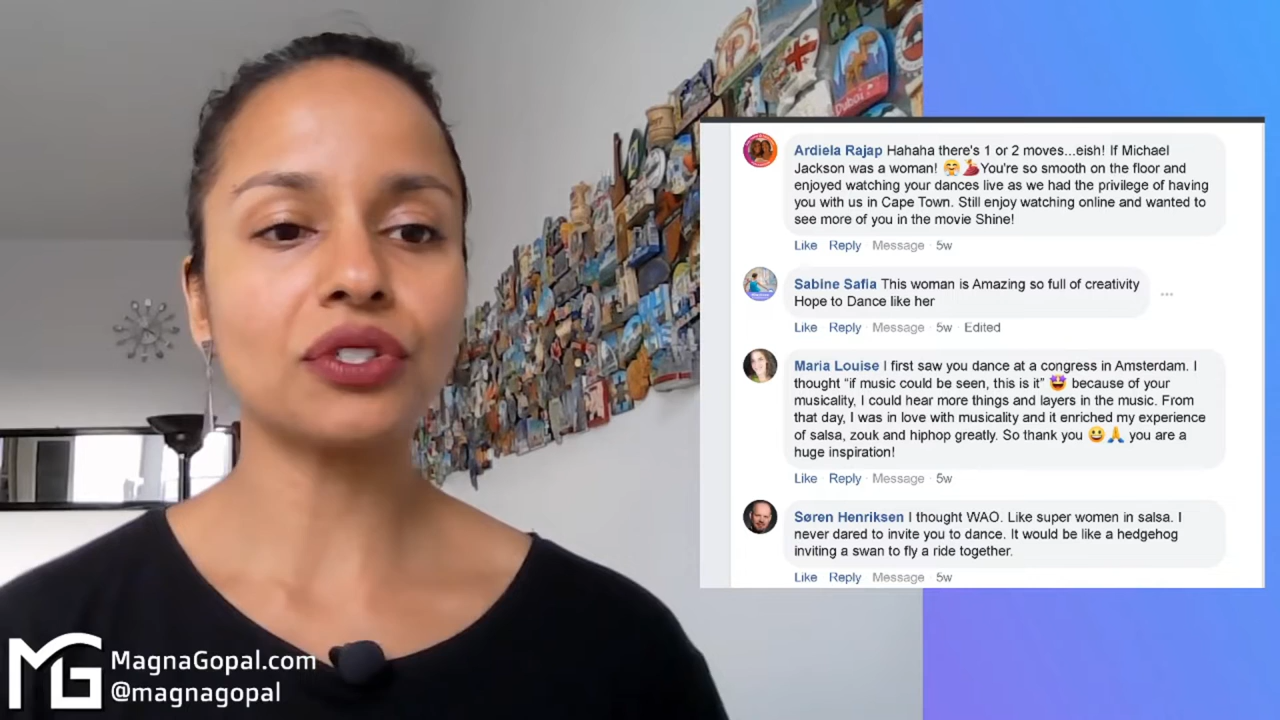 Dubai
Ardiela Rajap Hahaha there's 1 or 2 moves...eish! If Michael
Jackson was a woman! 🤗💃You're so smooth on the floor and
enjoyed watching your dances live as we had the privilege of having
you with us in Cape Town. Still enjoy watching online and wanted to
see more of you in the movie Shine!
Like Reply Message · 5w
Sabine Safia This woman is Amazing so full of creativity
Hope to Dance like her
Like Reply Message · 5w · Edited
Maria Louise I first saw you dance at a congress in Amsterdam. I
thought “if music could be seen, this is it” 🤩 because of your
musicality, I could hear more things and layers in the music. From
that day, I was in love with musicality and it enriched my experience
of salsa, zouk and hiphop greatly. So thank you 😀🙏 you are a
huge inspiration!
Like Reply Message · 5w
Søren Henriksen I thought WAO. Like super women in salsa. I
never dared to invite you to dance. It would be like a hedgehog
inviting a swan to fly a ride together.
Like Reply Message · 5w
MG
MagnaGopal.com
@magnagopal